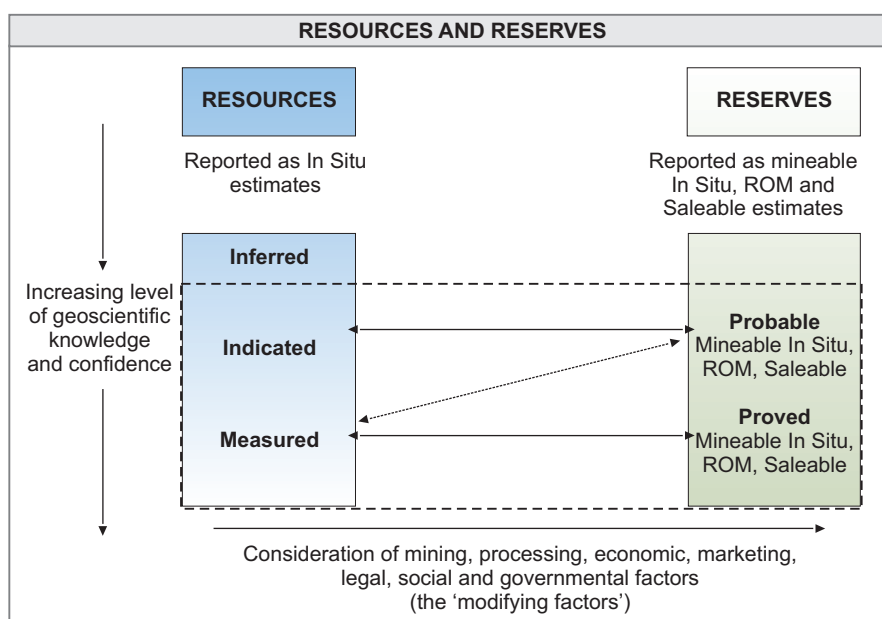 RESOURCES AND RESERVES
RESOURCES
Reported as In Situ
estimates
RESERVES
Reported as mineable
In Situ, ROM and
Saleable estimates
Increasing level
of geoscientific
knowledge
and confidence
Inferred
Indicated
Measured
Probable
Mineable In Situ,
ROM, Saleable
Proved
Mineable In Situ,
ROM, Saleable
Consideration of mining, processing, economic, marketing,
legal, social and governmental factors
(the ‘modifying factors’)